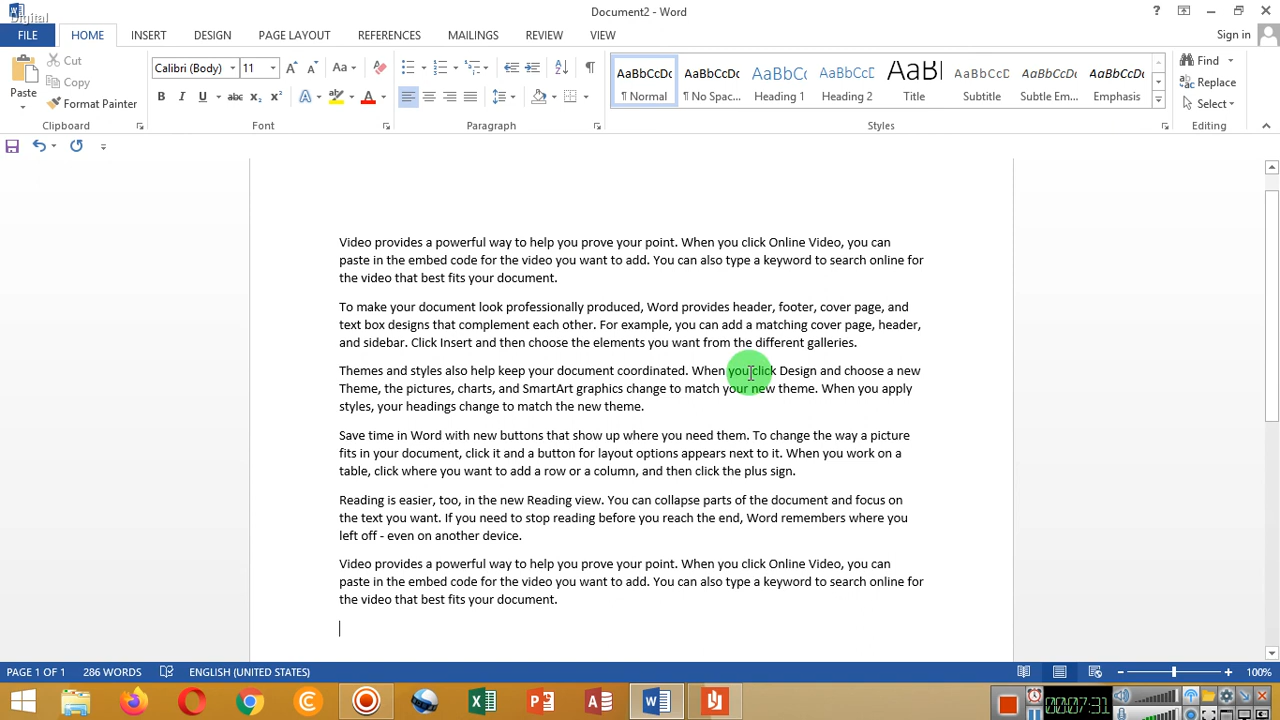 Digital
Document2 - Word
?
Sign in
FILE
HOME
INSERT
DESIGN
PAGE LAYOUT
REFERENCES
MAILINGS
REVIEW
VIEW
Paste
Cut
Copy
Format Painter
Clipboard
Calibri (Body)
11
Aa
B I U abc x₂ x²
Font
Paragraph
AaBbCcDc
¶ Normal
AaBbCcDc
¶ No Spac...
AaBbCc
Heading 1
AaBbCcC
Heading 2
AaBl
Title
AaBbCcC
Subtitle
AaBbCcDc
Subtle Em...
AaBbCcDc
Emphasis
Styles
Find
Replace
Select
Editing
Video provides a powerful way to help you prove your point. When you click Online Video, you can
paste in the embed code for the video you want to add. You can also type a keyword to search online for
the video that best fits your document.
To make your document look professionally produced, Word provides header, footer, cover page, and
text box designs that complement each other. For example, you can add a matching cover page, header,
and sidebar. Click Insert and then choose the elements you want from the different galleries.
Themes and styles also help keep your document coordinated. When you click Design and choose a new
Theme, the pictures, charts, and SmartArt graphics change to match your new theme. When you apply
styles, your headings change to match the new theme.
Save time in Word with new buttons that show up where you need them. To change the way a picture
fits in your document, click it and a button for layout options appears next to it. When you work on a
table, click where you want to add a row or a column, and then click the plus sign.
Reading is easier, too, in the new Reading view. You can collapse parts of the document and focus on
the text you want. If you need to stop reading before you reach the end, Word remembers where you
left off - even on another device.
Video provides a powerful way to help you prove your point. When you click Online Video, you can
paste in the embed code for the video you want to add. You can also type a keyword to search online for
the video that best fits your document.
PAGE 1 OF 1
286 WORDS
ENGLISH (UNITED STATES)
100%
00:07:31